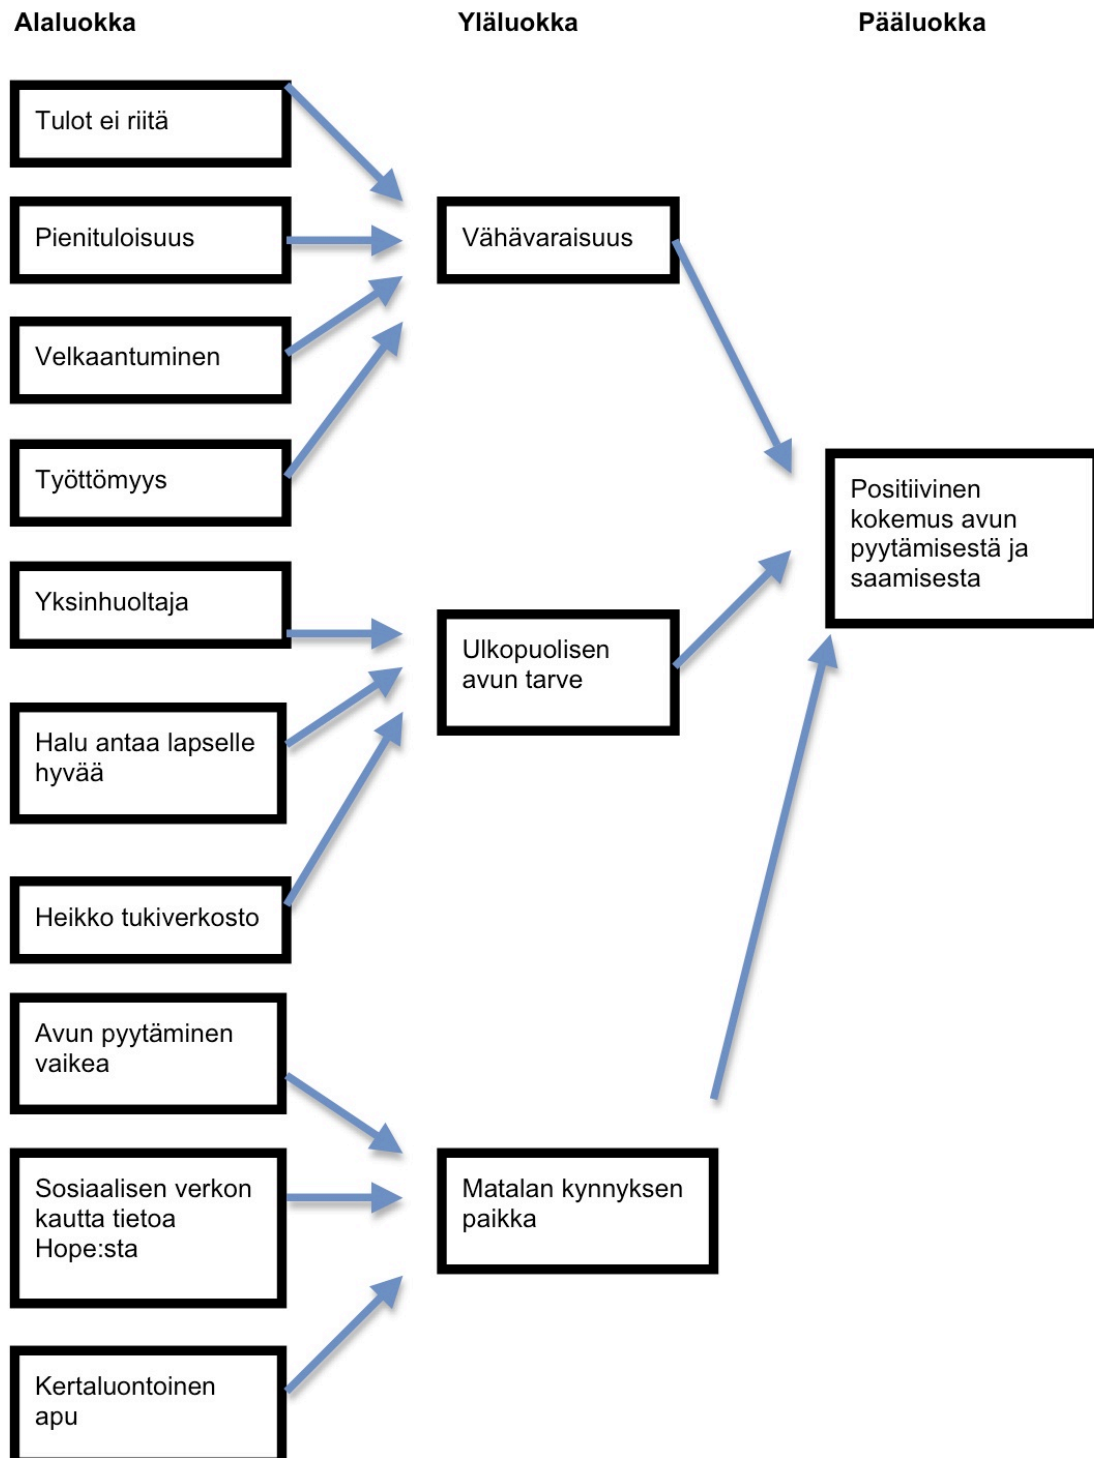 Alaluokka
Yläluokka
Pääluokka
Tulot ei riitä
Pienituloisuus
Velkaantuminen
Työttömyys
Yksinhuoltaja
Halu antaa lapselle
hyvää
Heikko tukiverkosto
Avun pyytäminen
vaikea
Sosiaalisen verkon
kautta tietoa
Hope:sta
Kertaluontoinen
apu
Vähävaraisuus
Ulkopuolisen
avun tarve
Matalan kynnyksen
paikka
Positiivinen
kokemus avun
pyytämisestä ja
saamisesta